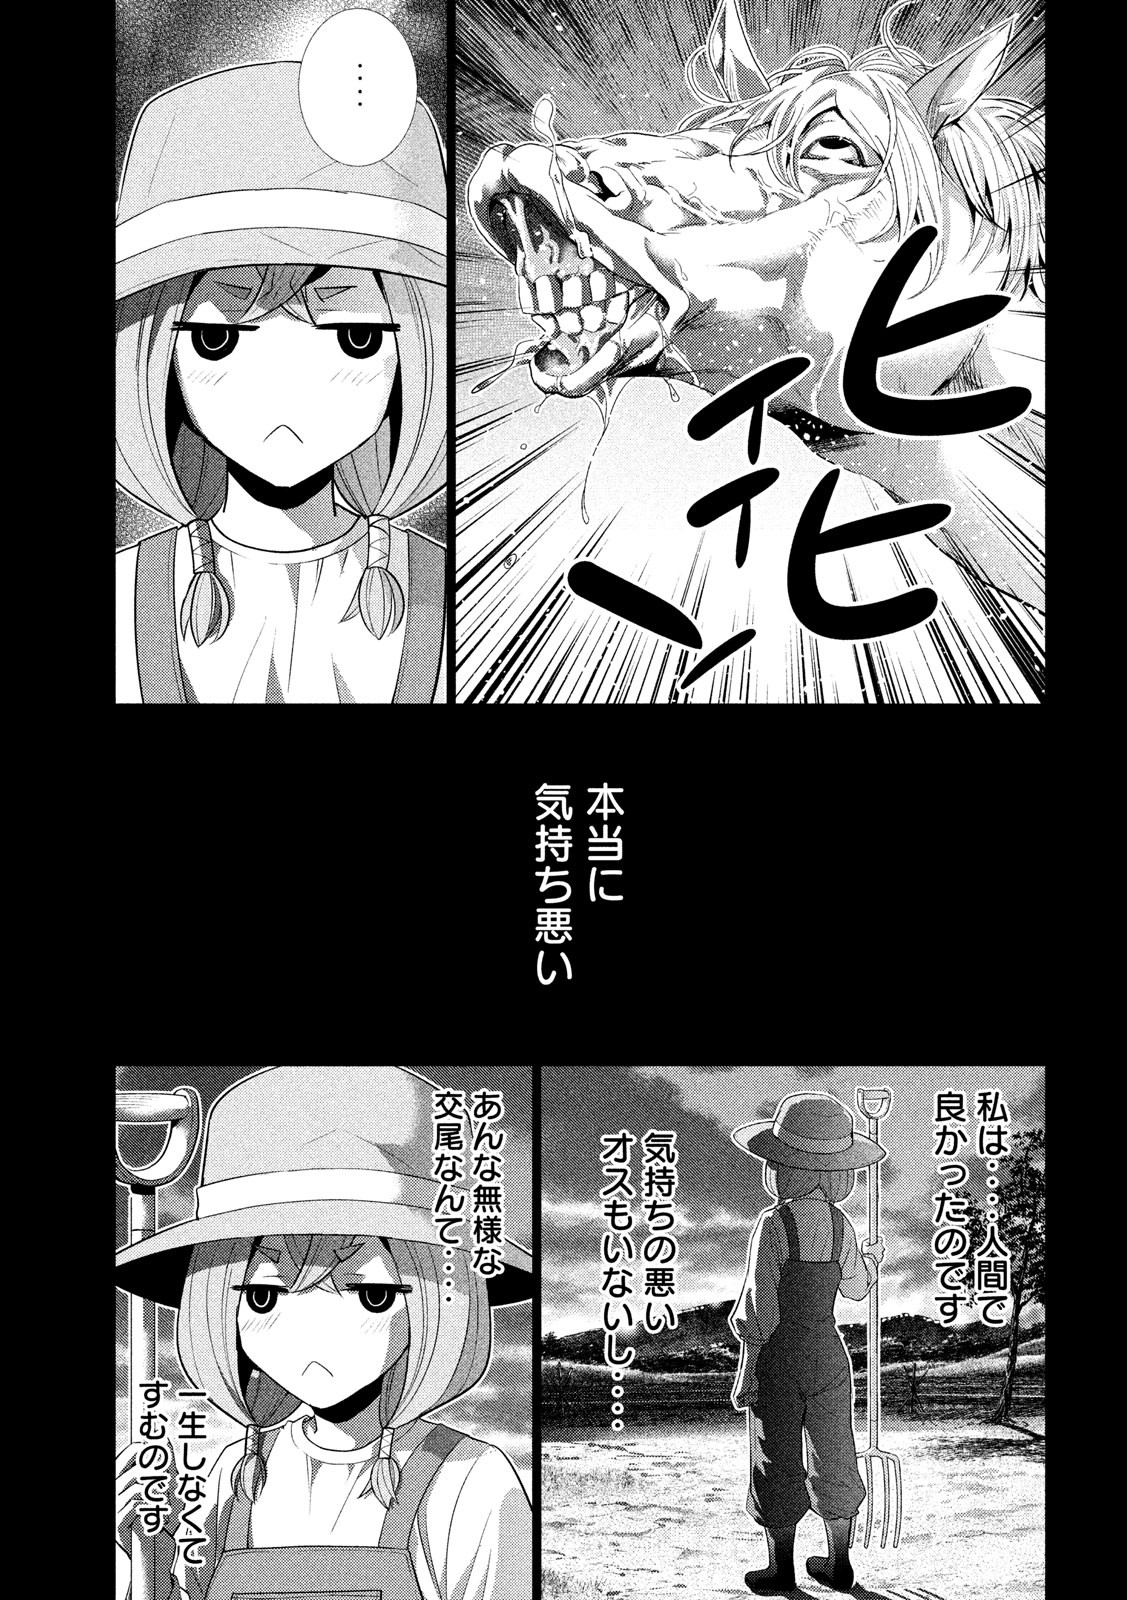 ヒヒィーン
‥‥
本当に
気持ち悪い
私は‥‥人間で
良かったのです
気持ちの悪い
オスもいないし‥‥
あんな無様な
交尾なんて‥‥
一生しなくて
すむのです